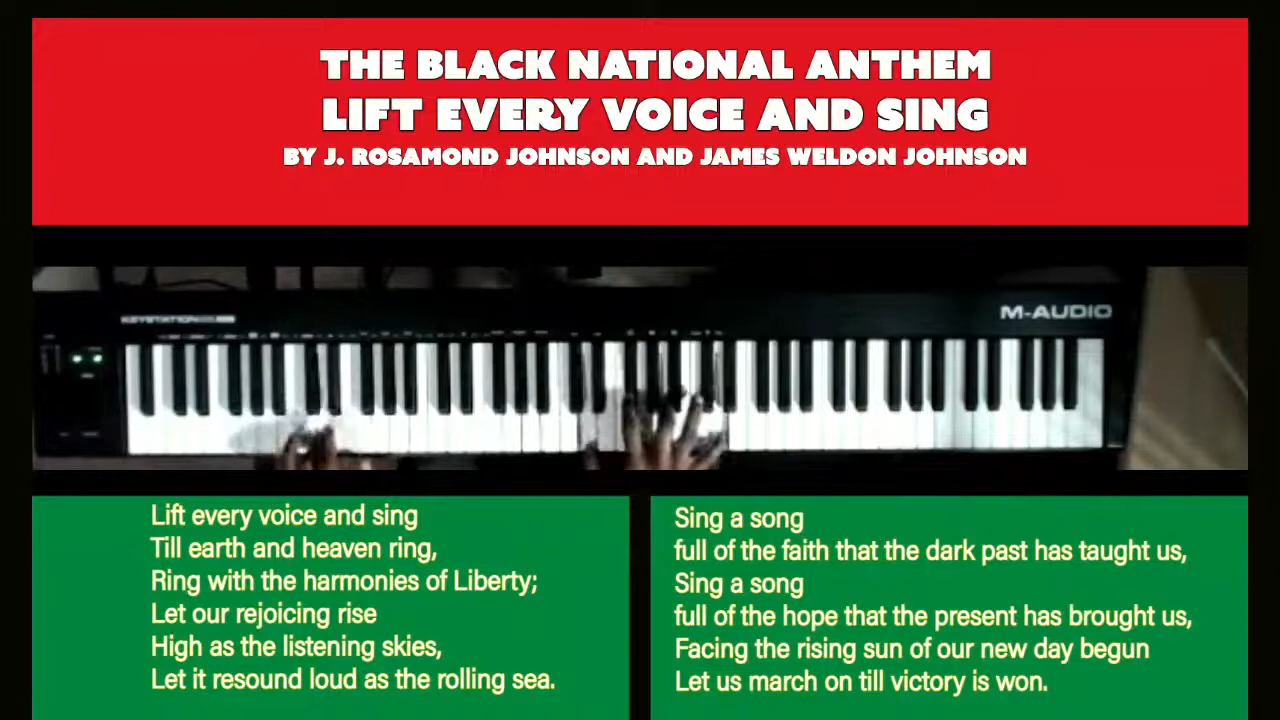 THE BLACK NATIONAL ANTHEM
LIFT EVERY VOICE AND SING
BY J. ROSAMOND JOHNSON AND JAMES WELDON JOHNSON
KEYSTATION
M-AUDIO
Lift every voice and sing
Till earth and heaven ring,
Ring with the harmonies of Liberty;
Let our rejoicing rise
High as the listening skies,
Let it resound loud as the rolling sea.
Sing a song
full of the faith that the dark past has taught us,
Sing a song
full of the hope that the present has brought us,
Facing the rising sun of our new day begun
Let us march on till victory is won.